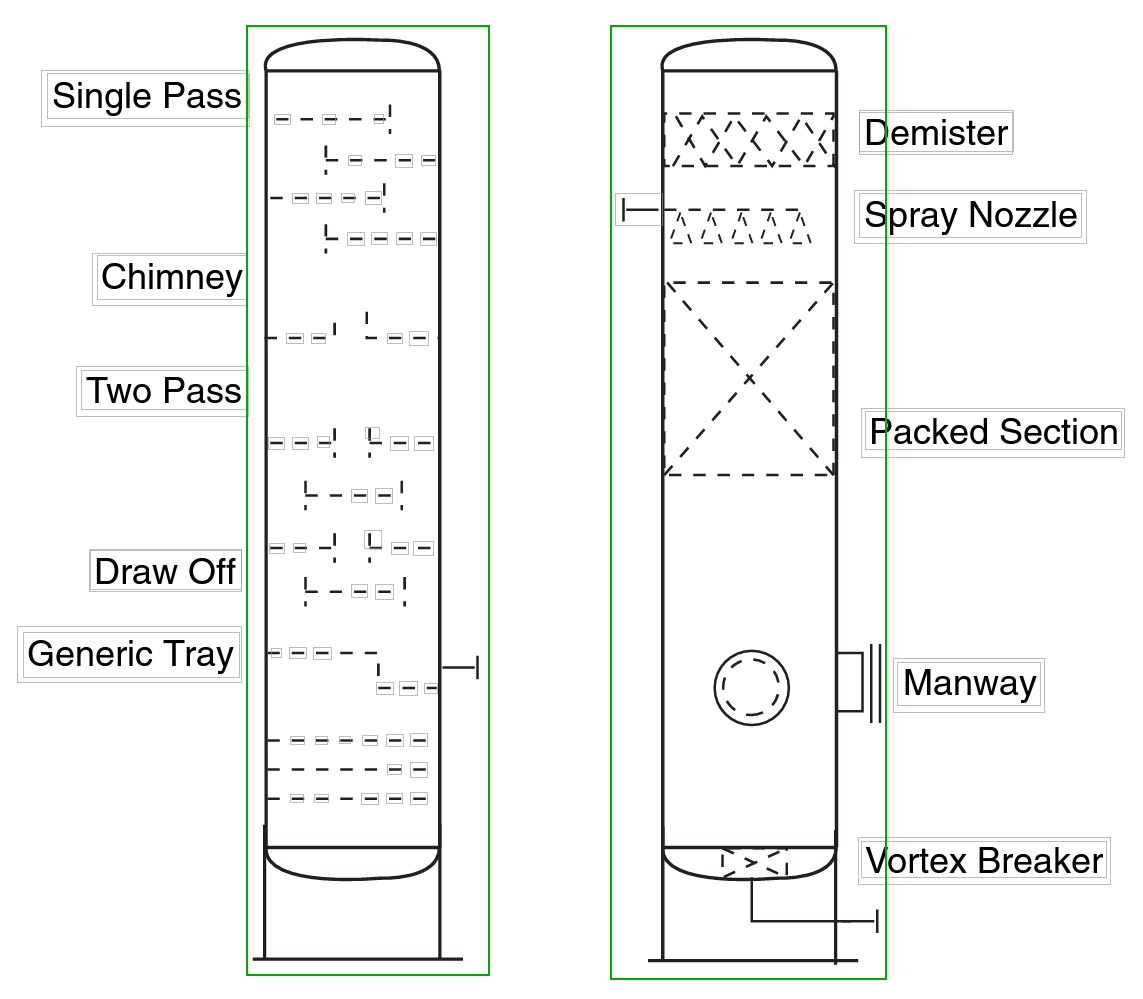 Single Pass
Chimney
Two Pass
Draw Off
Generic Tray
Demister
Spray Nozzle
Packed Section
Manway
Vortex Breaker